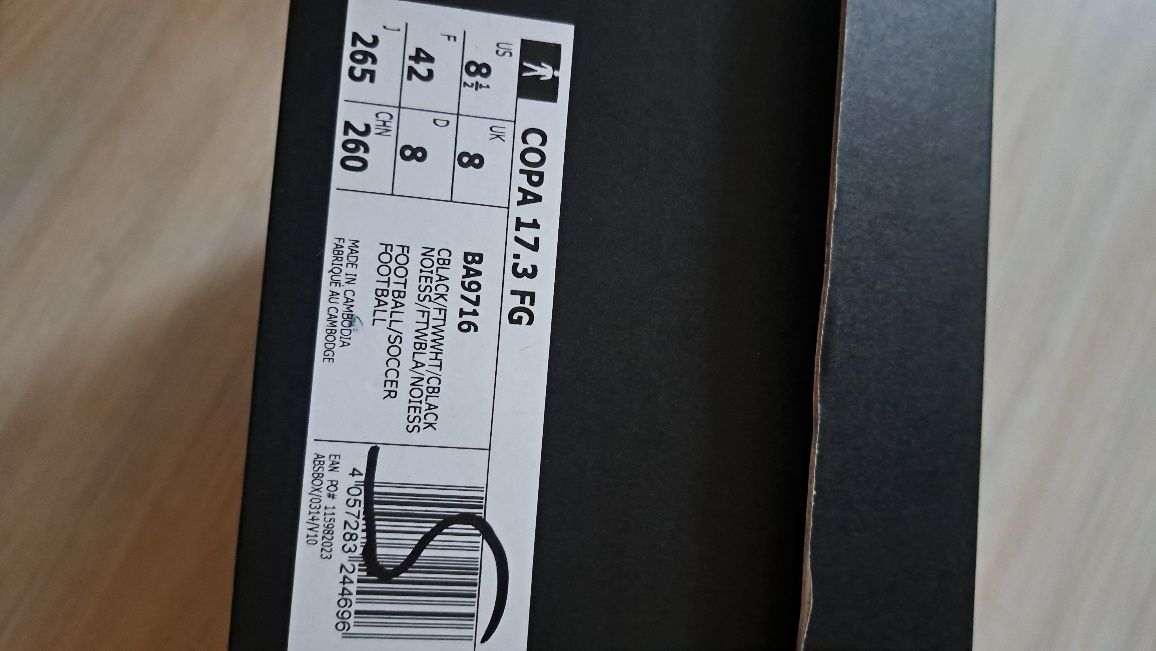 COPA 17.3 FG
US 8½ UK 8
F 42 D 8
J 265 CHN 260
BA9716
CBLACK/FTWWHT/CBLACK
NOIESS/FTWBLA/NOIESS
FOOTBALL/SOCCER
FOOTBALL
MADE IN CAMBODIA
FABRIQUÉ AU CAMBODGE
4 057283 244696
EAN PO# 115982023
ABSBOX/0314/V10